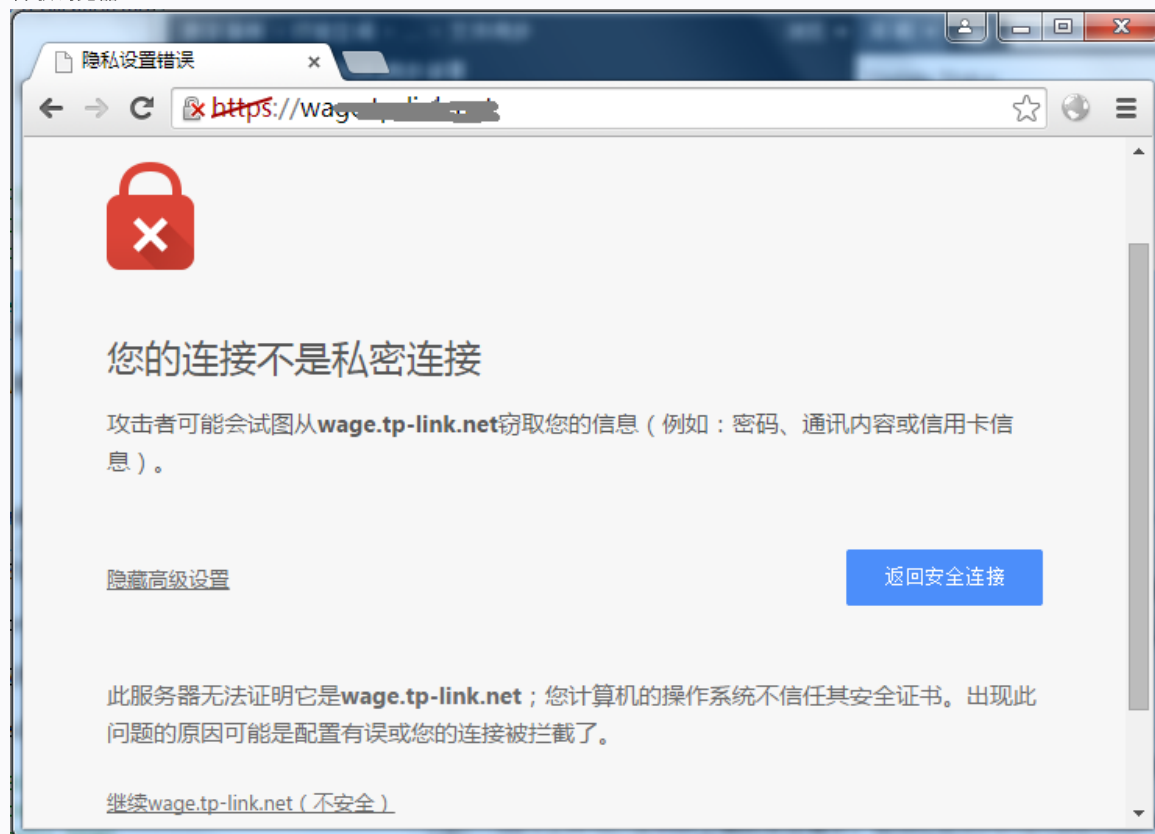 隐私设置错误
https://wag
您的连接不是私密连接
攻击者可能会试图从wage.tp-link.net窃取您的信息（例如：密码、通讯内容或信用卡信
息）。
隐藏高级设置
返回安全连接
此服务器无法证明它是wage.tp-link.net；您计算机的操作系统不信任其安全证书。出现此
问题的原因可能是配置有误或您的连接被拦截了。
继续wage.tp-link.net（不安全）